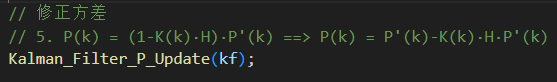 // 修正方差
// 5. P(k) = (1-K(k)·H)·P'(k) ==> P(k) = P'(k)-K(k)·H·P'(k)
Kalman_Filter_P_Update(kf);